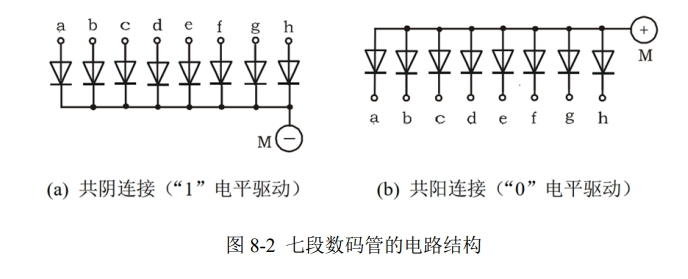 a b c d e f g h
M −
(a) 共阴连接（“1”电平驱动）
+
M
a b c d e f g h
(b) 共阳连接（“0”电平驱动）
图 8-2 七段数码管的电路结构